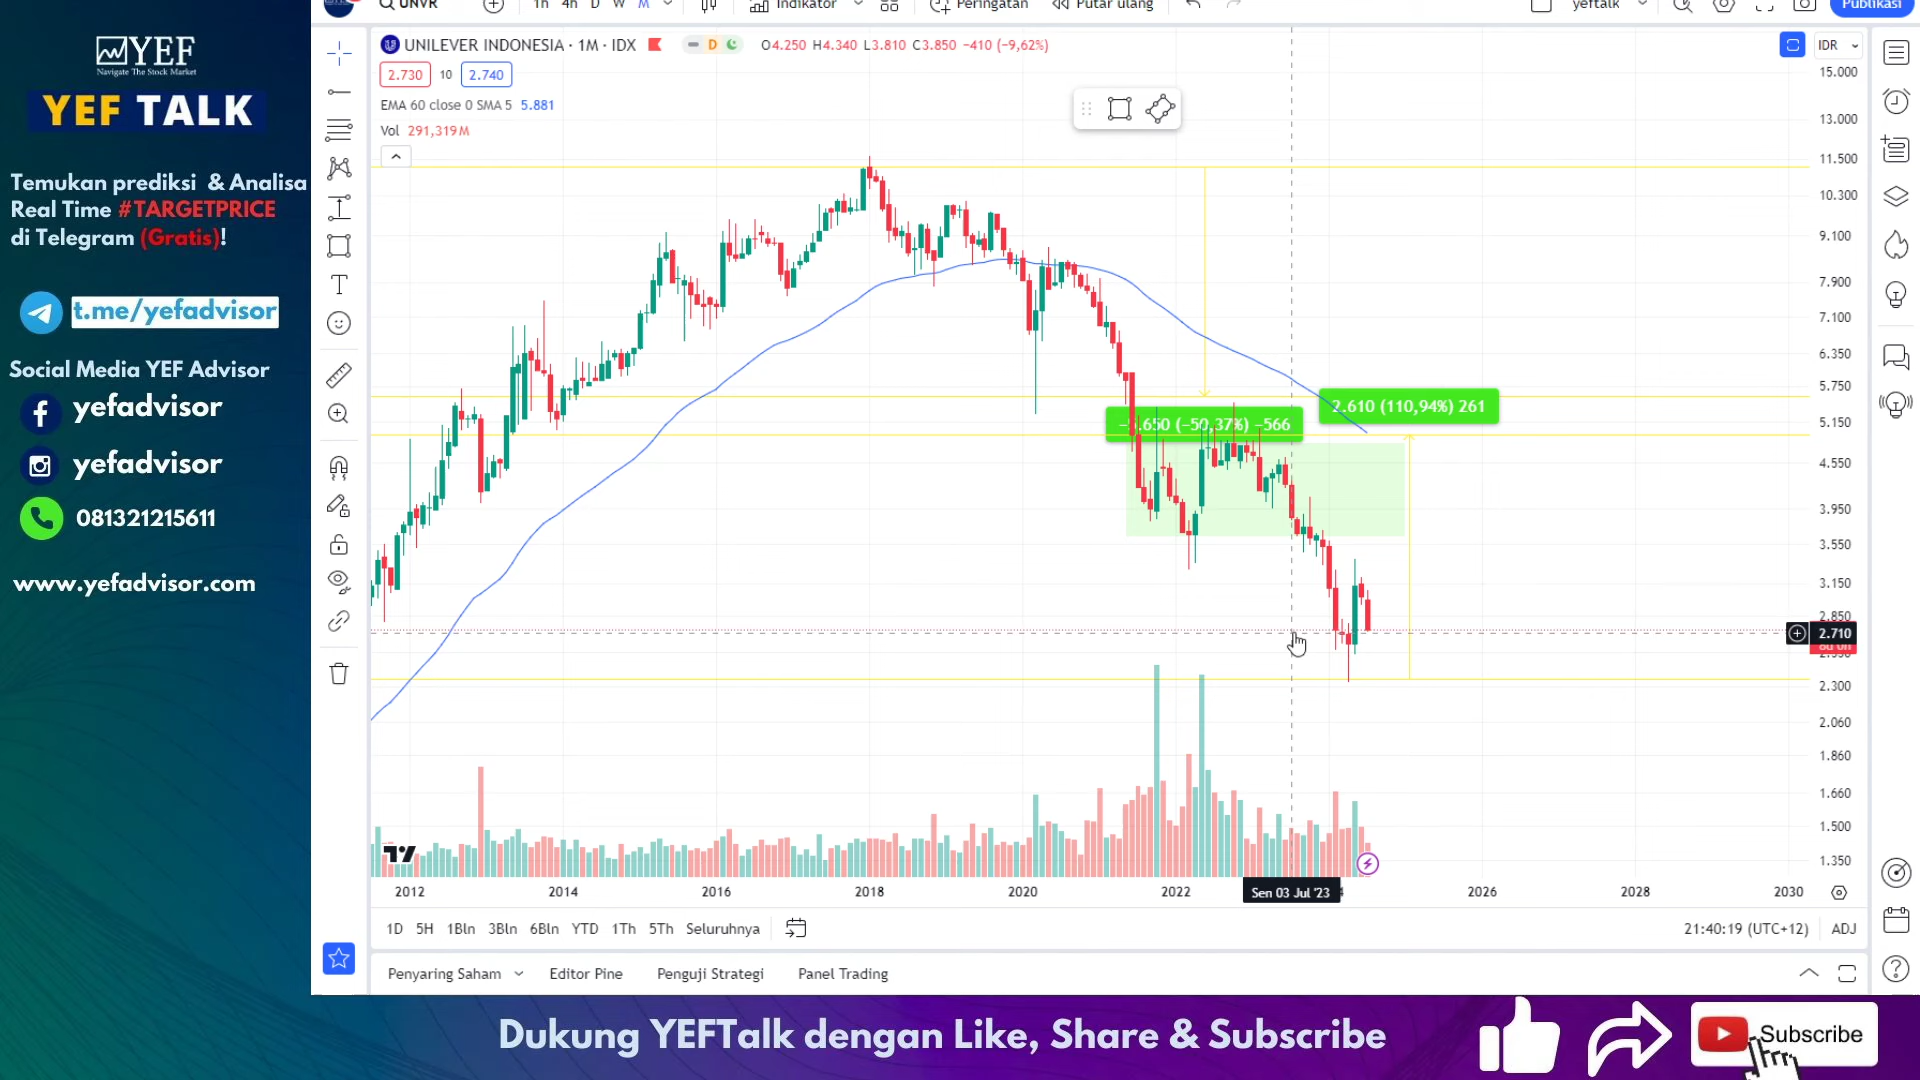 YEF
Navigate The Stock Market
YEF TALK
Temukan prediksi & Analisa
Real Time #TARGETPRICE
di Telegram (Gratis)!
t.me/yefadvisor
Social Media YEF Advisor
yefadvisor
yefadvisor
081321215611
www.yefadvisor.com
UNVR
1h 4h D W M
Indikator
Peringatan
Putar ulang
yeftalk
Publikasi
UNILEVER INDONESIA · 1M · IDX
D
O4.250 H4.340 L3.810 C3.850 −410 (−9,62%)
IDR
2.730 10 2.740
EMA 60 close 0 SMA 5 5.881
Vol 291,319M
15.000
13.000
11.500
10.300
9.100
7.900
7.100
6.350
5.750
5.150
4.550
3.950
3.550
3.150
2.850
2.710
2.300
2.060
1.860
1.660
1.500
1.350
2.610 (110,94%) 261
650 (−50,37%) −566
2012 2014 2016 2018 2020 2022 Sen 03 Jul '23 2026 2028 2030
1D 5H 1Bln 3Bln 6Bln YTD 1Th 5Th Seluruhnya
21:40:19 (UTC+12) ADJ
Penyaring Saham Editor Pine Penguji Strategi Panel Trading
Dukung YEFTalk dengan Like, Share & Subscribe
Subscribe